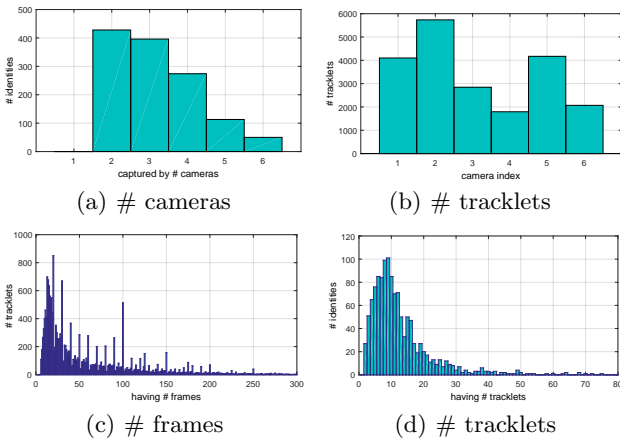 500
400
300
200
100
0
# identities
1 2 3 4 5 6
captured by # cameras
(a) # cameras
6000
5000
4000
3000
2000
1000
0
# tracklets
1 2 3 4 5 6
camera index
(b) # tracklets
1000
800
600
400
200
0
# tracklets
0 50 100 150 200 250 300
having # frames
(c) # frames
120
100
80
60
40
20
0
# identities
0 10 20 30 40 50 60 70 80
having # tracklets
(d) # tracklets